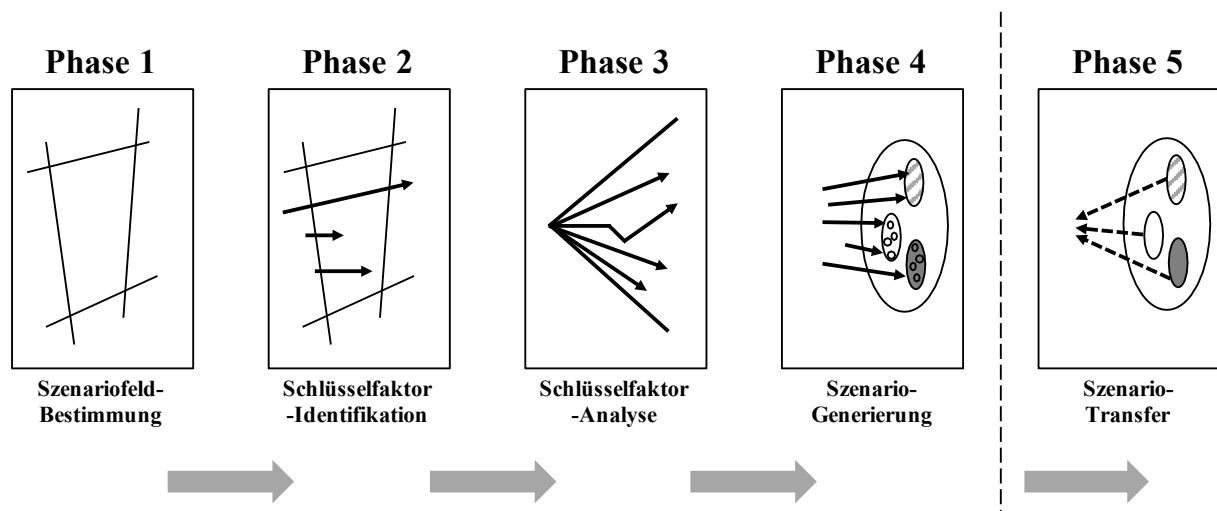 Phase 1
Phase 2
Phase 3
Phase 4
Phase 5
Szenariofeld-
Bestimmung
Schlüsselfaktor
-Identifikation
Schlüsselfaktor
-Analyse
Szenario-
Generierung
Szenario-
Transfer